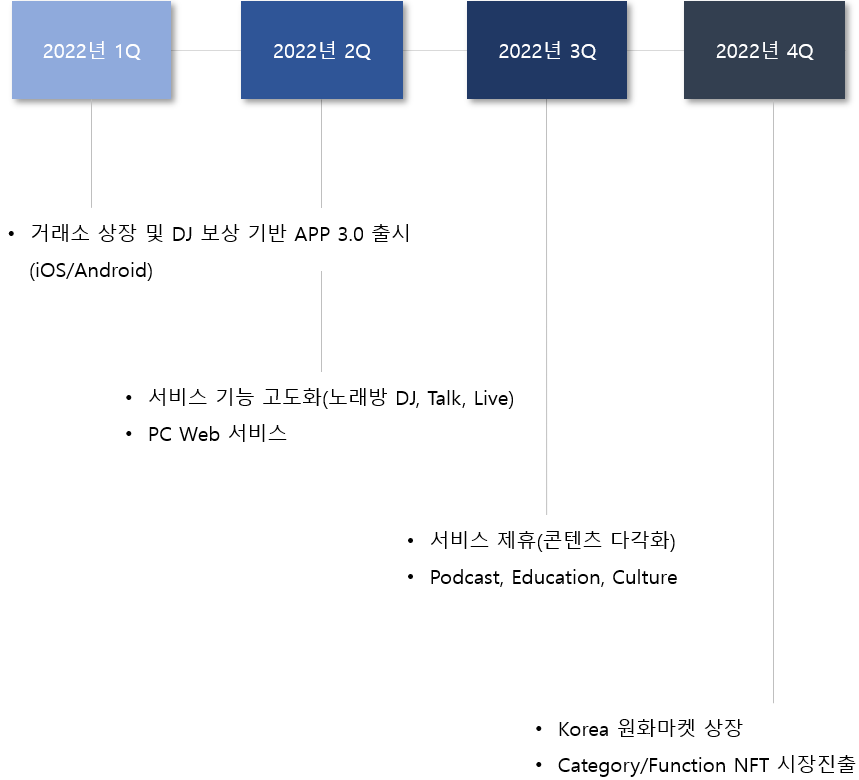 2022년 1Q
2022년 2Q
2022년 3Q
2022년 4Q
• 거래소 상장 및 DJ 보상 기반 APP 3.0 출시
(iOS/Android)
• 서비스 기능 고도화(노래방 DJ, Talk, Live)
• PC Web 서비스
• 서비스 제휴(콘텐츠 다각화)
• Podcast, Education, Culture
• Korea 원화마켓 상장
• Category/Function NFT 시장진출